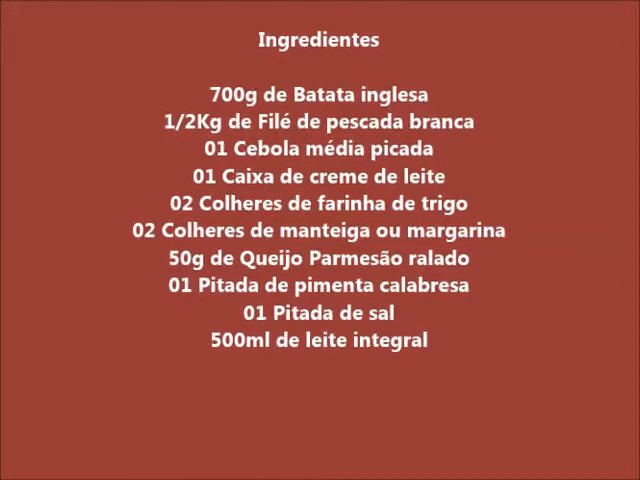 Ingredientes
700g de Batata inglesa
1/2Kg de Filé de pescada branca
01 Cebola média picada
01 Caixa de creme de leite
02 Colheres de farinha de trigo
02 Colheres de manteiga ou margarina
50g de Queijo Parmesão ralado
01 Pitada de pimenta calabresa
01 Pitada de sal
500ml de leite integral